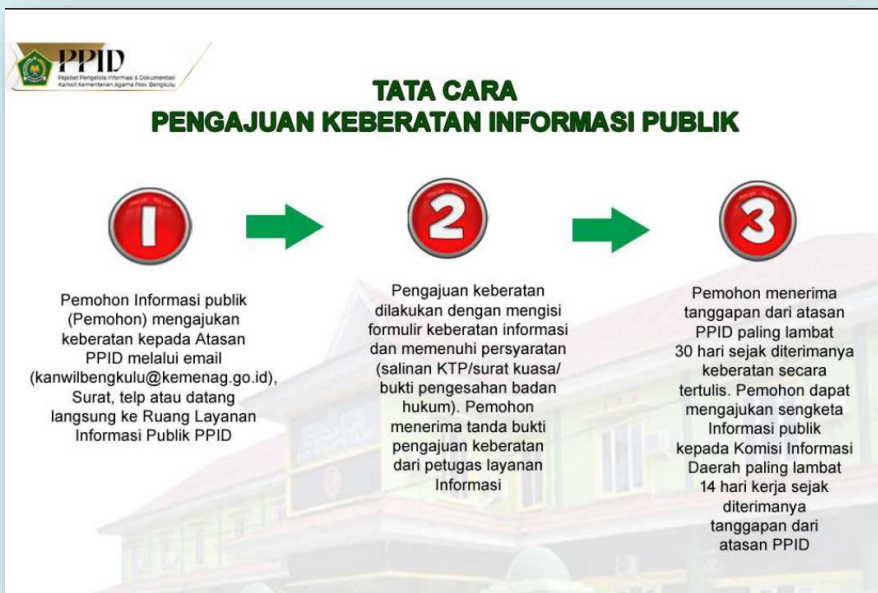 PPID
Pejabat Pengelola Informasi & Dokumentasi
Kanwil Kementerian Agama Prov. Bengkulu
TATA CARA
PENGAJUAN KEBERATAN INFORMASI PUBLIK
1
Pemohon Informasi publik
(Pemohon) mengajukan
keberatan kepada Atasan
PPID melalui email
(kanwilbengkulu@kemenag.go.id),
Surat, telp atau datang
langsung ke Ruang Layanan
Informasi Publik PPID
2
Pengajuan keberatan
dilakukan dengan mengisi
formulir keberatan informasi
dan memenuhi persyaratan
(salinan KTP/surat kuasa/
bukti pengesahan badan
hukum). Pemohon
menerima tanda bukti
pengajuan keberatan
dari petugas layanan
Informasi
3
Pemohon menerima
tanggapan dari atasan
PPID paling lambat
30 hari sejak diterimanya
keberatan secara
tertulis. Pemohon dapat
mengajukan sengketa
Informasi publik
kepada Komisi Informasi
Daerah paling lambat
14 hari kerja sejak
diterimanya
tanggapan dari
atasan PPID